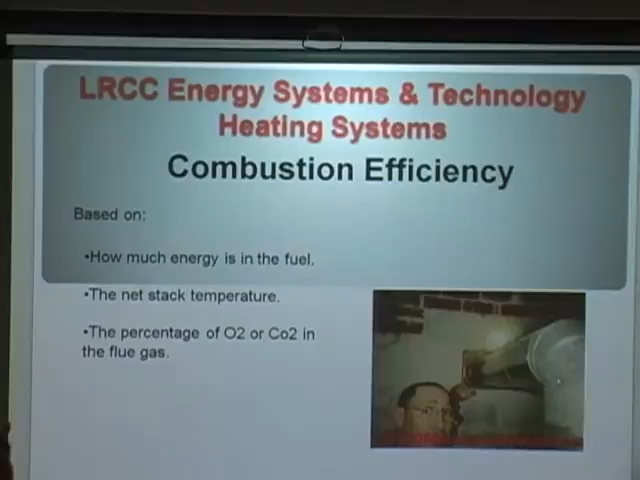 LRCC Energy Systems & Technology
Heating Systems
Combustion Efficiency
Based on:
•How much energy is in the fuel.
•The net stack temperature.
•The percentage of O2 or Co2 in
the flue gas.